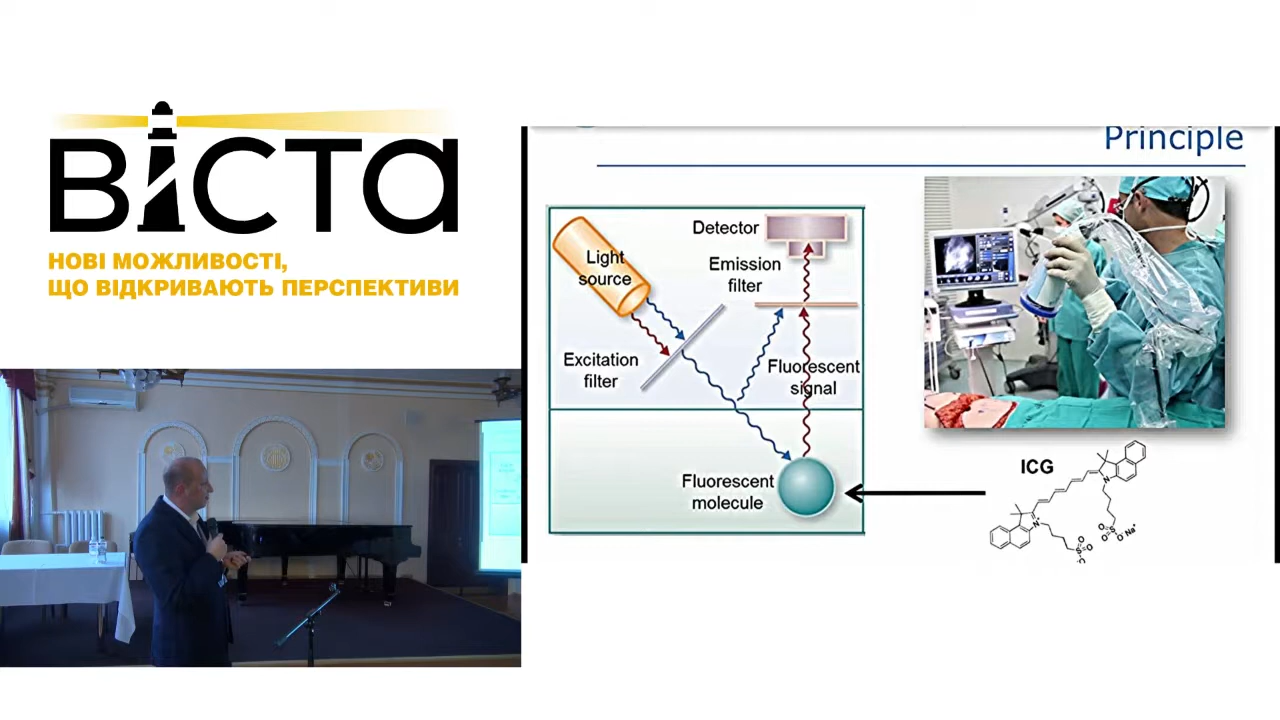 ВІСТА
НОВІ МОЖЛИВОСТІ,
ЩО ВІДКРИВАЮТЬ ПЕРСПЕКТИВИ
Principle
Light
source
Detector
Emission
filter
Excitation
filter
Fluorescent
signal
Fluorescent
molecule
ICG
N
N
S
O
O
O
Na+
S
O
O
O